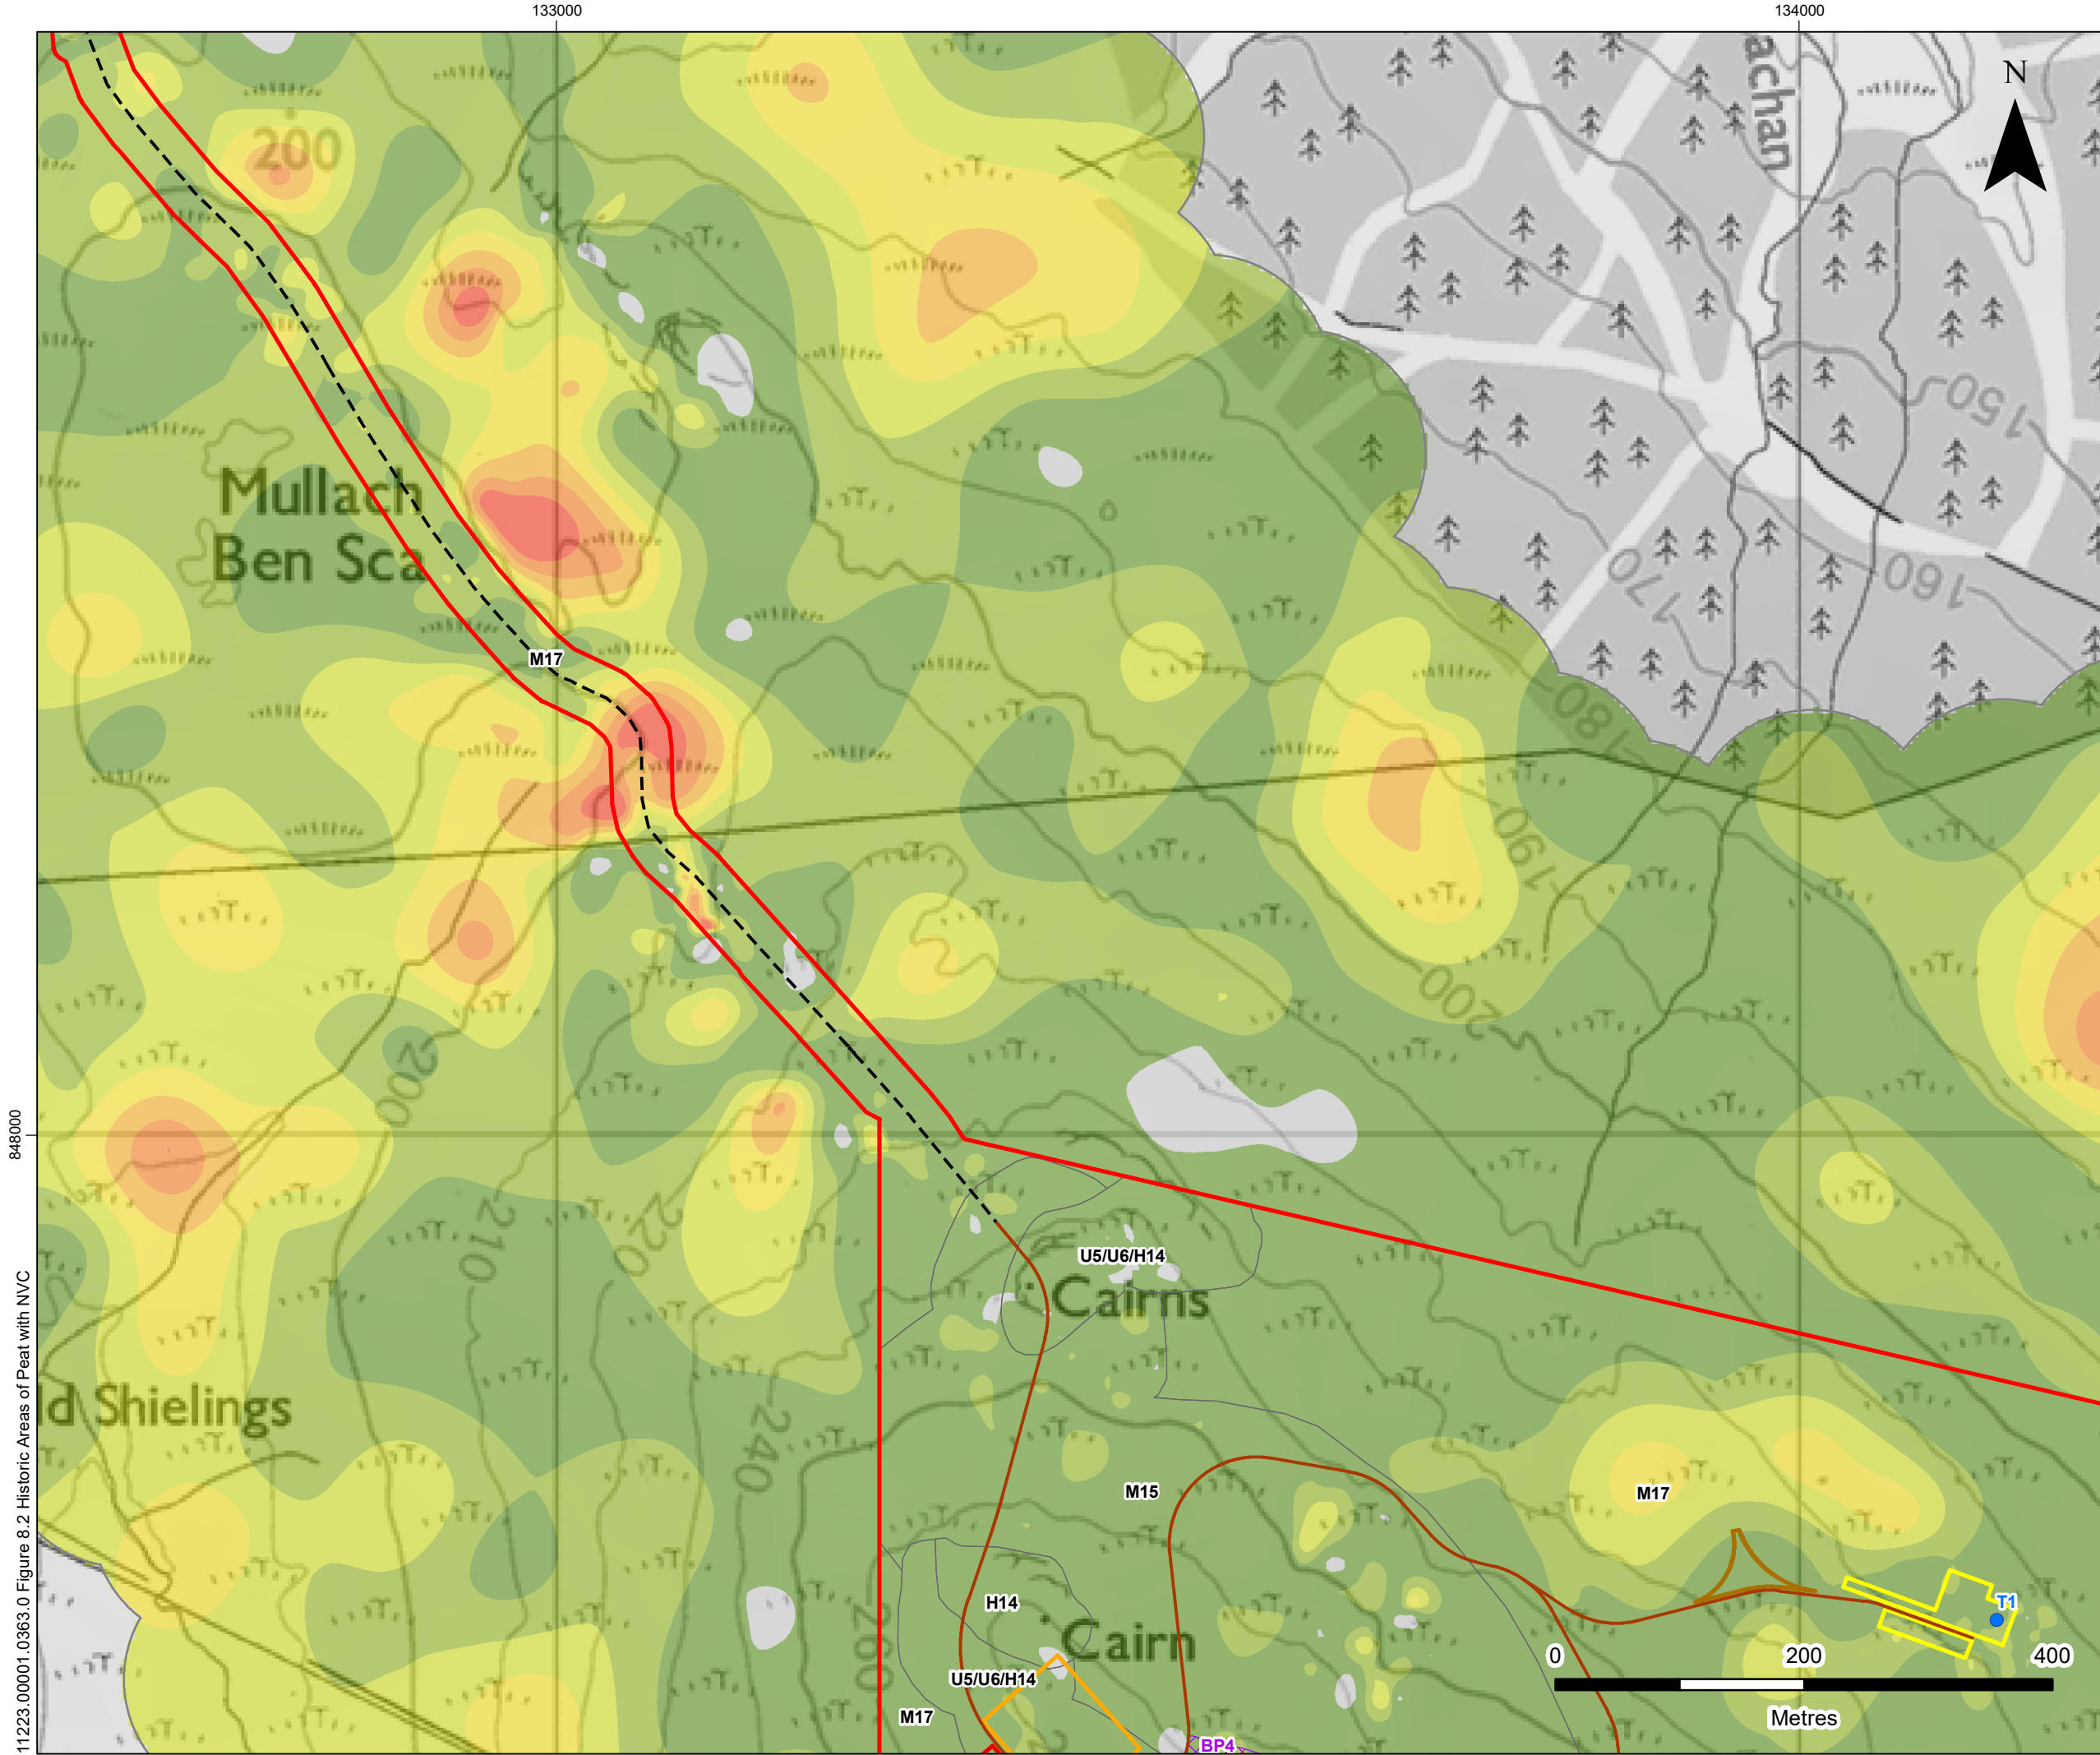 133000
134000
achan
N
200
150
Mullach
Ben Sca
170
160
M17
180
190
200
200
848000
210
220
U5/U6/H14
Cairns
ld Shielings
240
M15
M17
H14
T1
Cairn
0 200 400
260
U5/U6/H14
M17
Metres
BP4
11223.00001.0363.0 Figure 8.2 Historic Areas of Peat with NVC